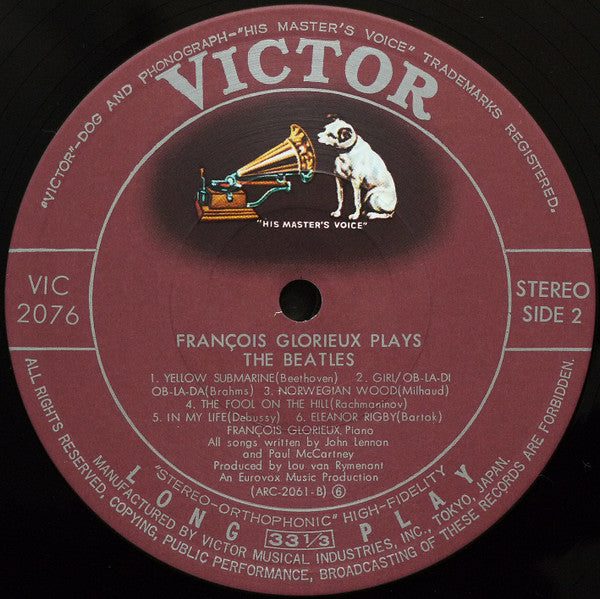 "VICTOR"—DOG AND PHONOGRAPH—"HIS MASTER'S VOICE" TRADEMARKS REGISTERED.
VICTOR
"HIS MASTER'S VOICE"
VIC
2076
STEREO
SIDE 2
FRANÇOIS GLORIEUX PLAYS
THE BEATLES
1. YELLOW SUBMARINE(Beethoven) 2. GIRL/OB-LA-DI
OB-LA-DA(Brahms) 3. NORWEGIAN WOOD(Milhaud)
4. THE FOOL ON THE HILL(Rachmaninov)
5. IN MY LIFE(Debussy) 6. ELEANOR RIGBY(Bartok)
FRANÇOIS GLORIEUX, Piano
All songs written by John Lennon
and Paul McCartney
Produced by Lou van Rymenant
An Eurovox Music Production
(ARC-2061-B) ⑥
"STEREO-ORTHOPHONIC" HIGH-FIDELITY
LONG 33 1/3 PLAY
MANUFACTURED BY VICTOR MUSICAL INDUSTRIES, INC., TOKYO, JAPAN.
ALL RIGHTS RESERVED, COPYING, PUBLIC PERFORMANCE, BROADCASTING OF THESE RECORDS ARE FORBIDDEN.